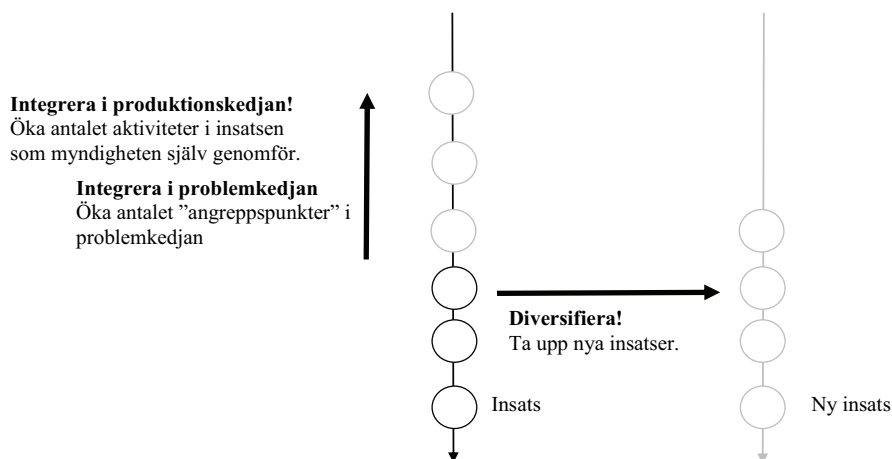 Integrera i produktionskedjan!
Öka antalet aktiviteter i insatsen
som myndigheten själv genomför.
Integrera i problemkedjan
Öka antalet ”angreppspunkter” i
problemkedjan
Diversifiera!
Ta upp nya insatser.
Insats
Ny insats